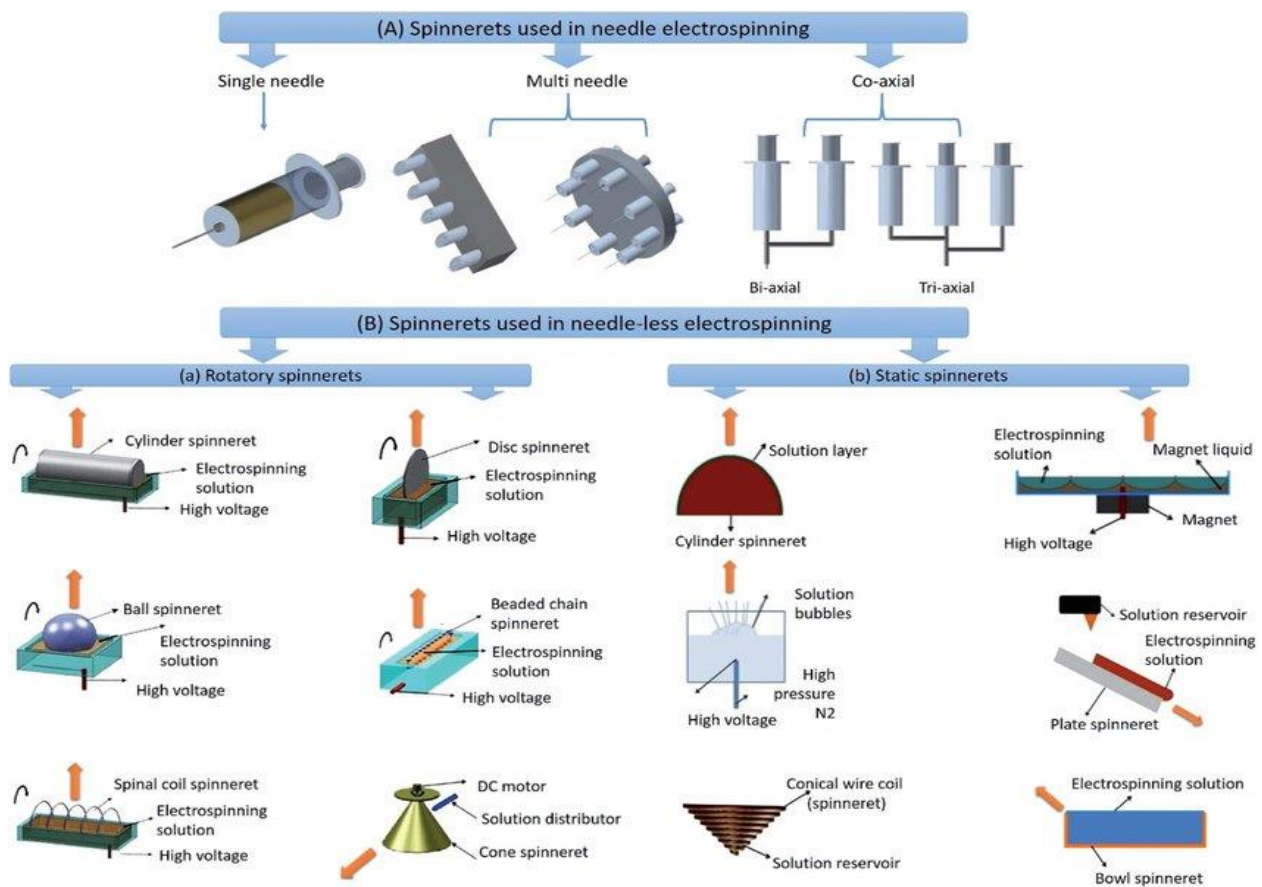 (A) Spinnerets used in needle electrospinning
Single needle
Multi needle
Co-axial
Bi-axial
Tri-axial
(B) Spinnerets used in needle-less electrospinning
(a) Rotatory spinnerets
(b) Static spinnerets
Cylinder spinneret
Electrospinning
solution
High voltage
Disc spinneret
Electrospinning
solution
High voltage
Solution layer
Cylinder spinneret
Electrospinning
solution
Magnet liquid
Magnet
High voltage
Ball spinneret
Electrospinning
solution
High voltage
Beaded chain
spinneret
Electrospinning
solution
High voltage
Solution
bubbles
High
pressure
N2
High voltage
Solution reservoir
Electrospinning
solution
Plate spinneret
Spinal coil spinneret
Electrospinning
solution
High voltage
DC motor
Solution distributor
Cone spinneret
Conical wire coil
(spinneret)
Solution reservoir
Electrospinning solution
Bowl spinneret